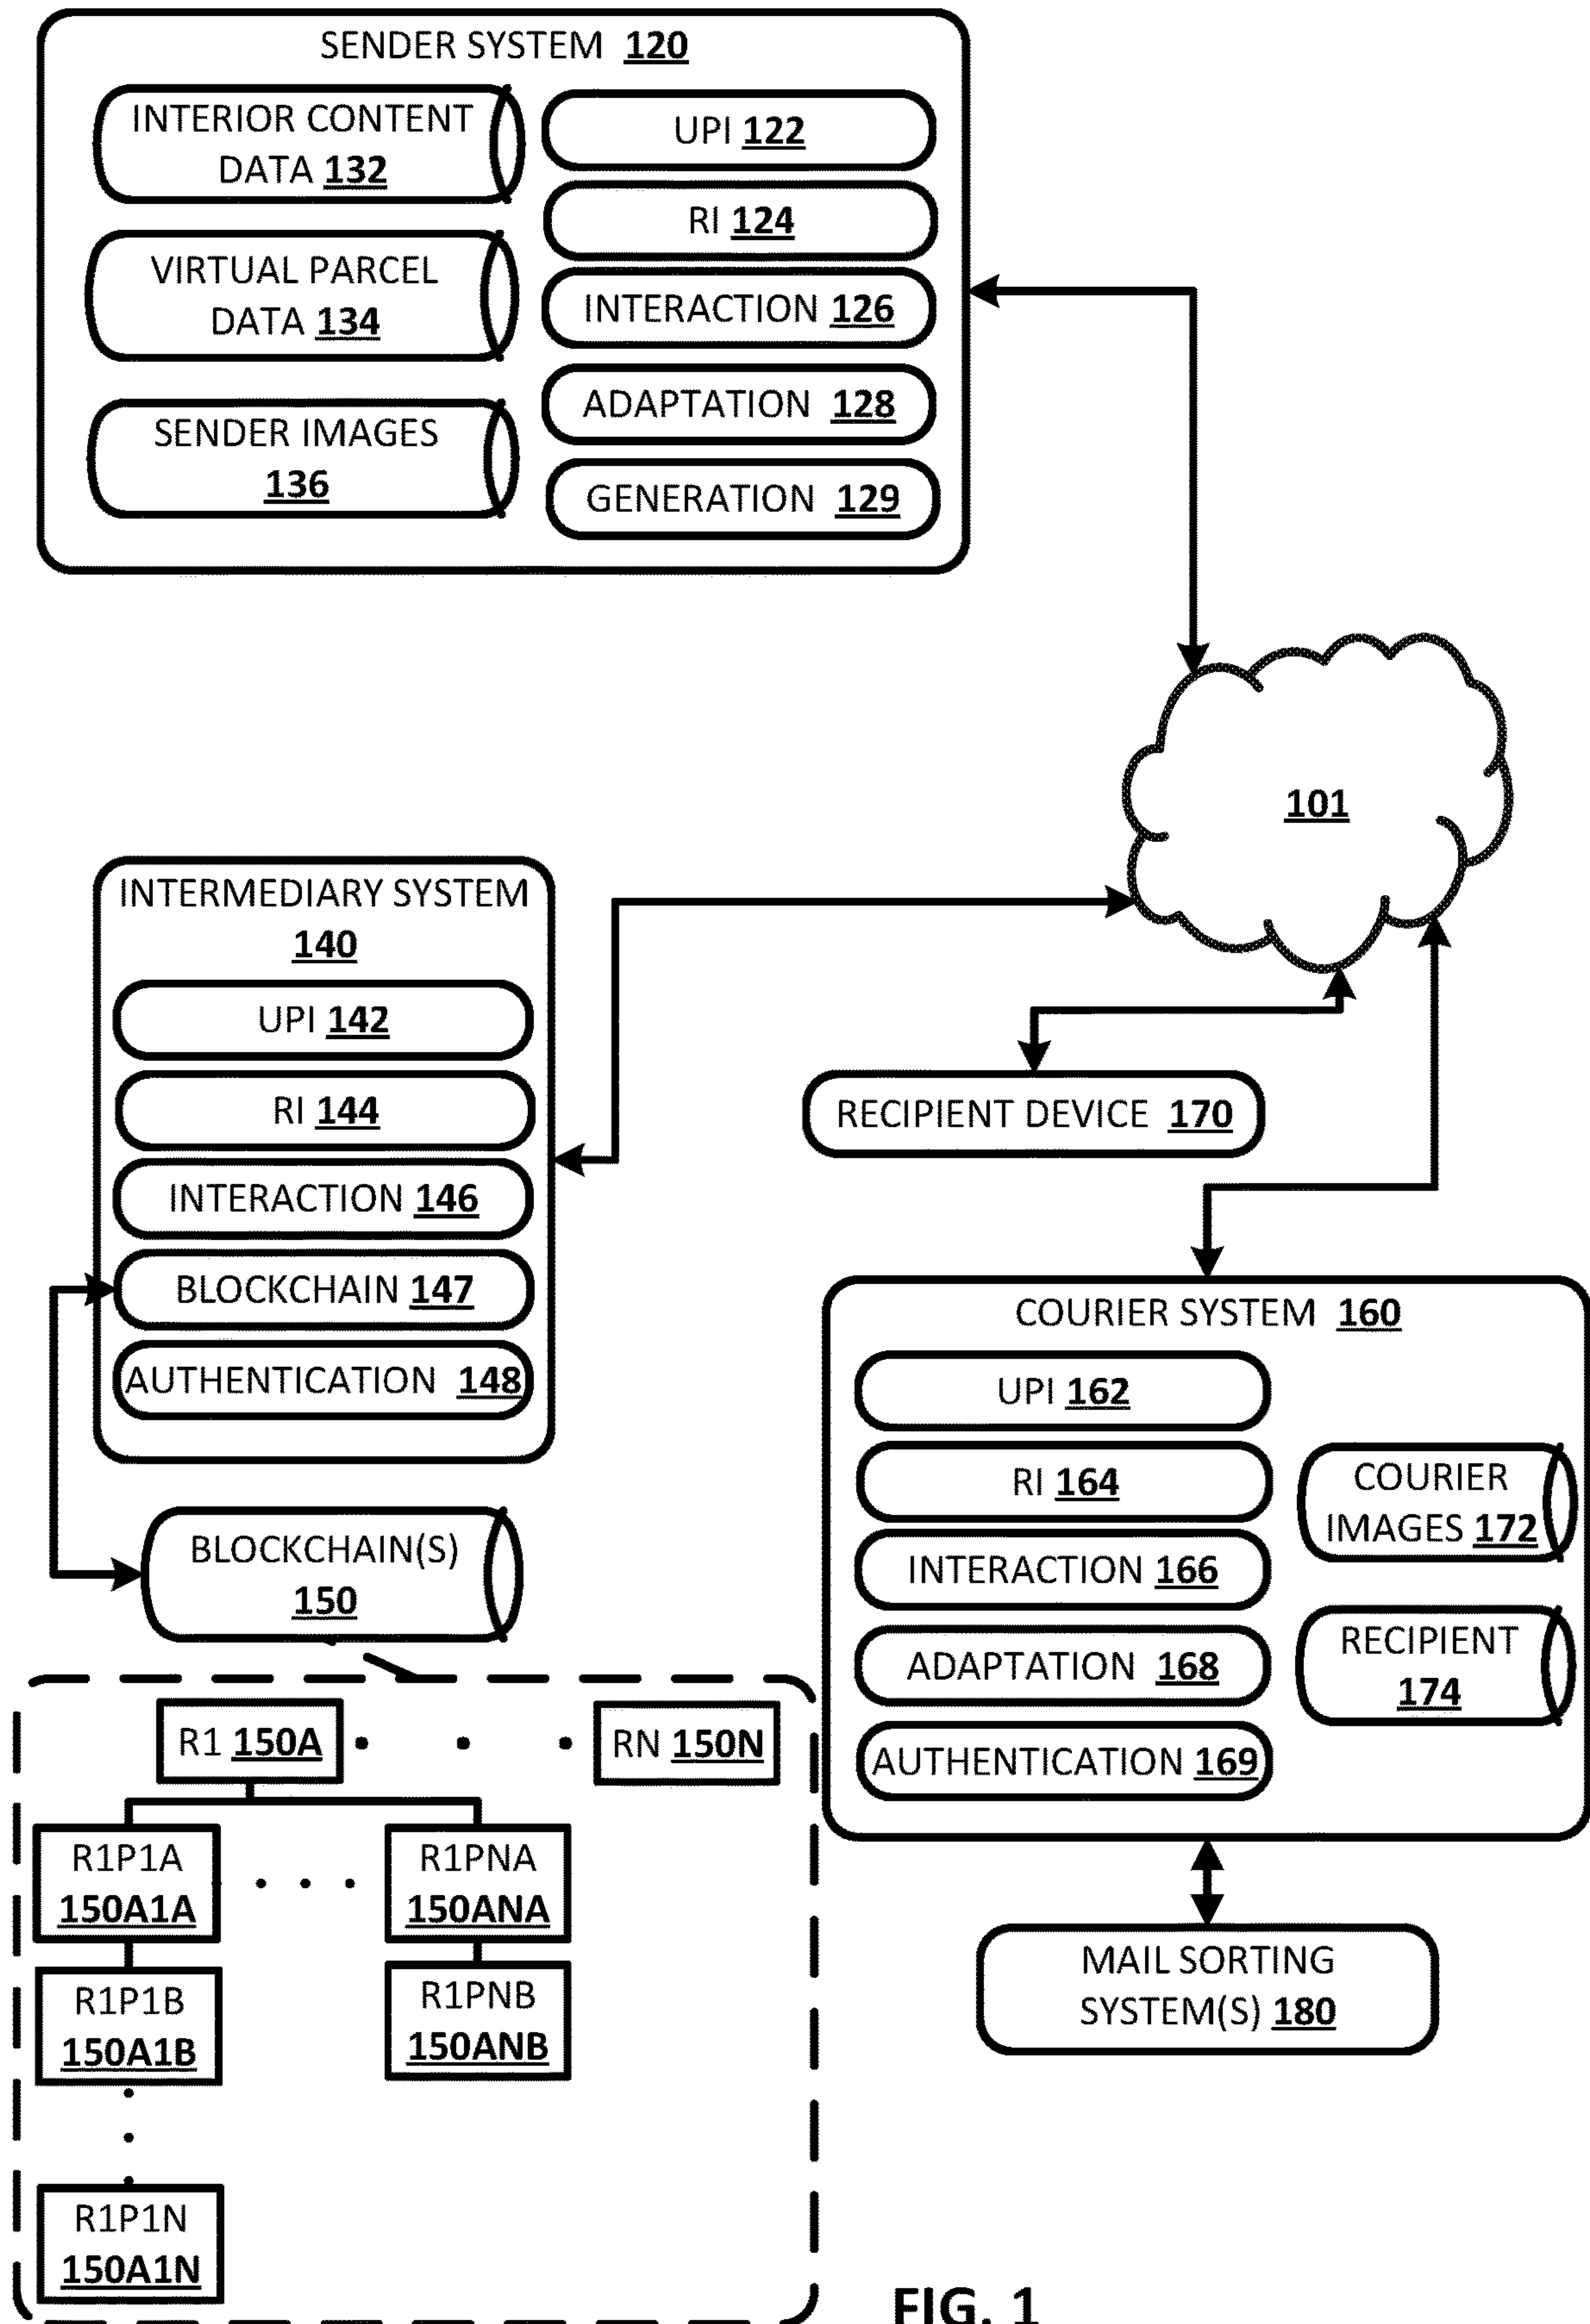 SENDER SYSTEM 120
INTERIOR CONTENT
DATA 132
VIRTUAL PARCEL
DATA 134
SENDER IMAGES
136
UPI 122
RI 124
INTERACTION 126
ADAPTATION 128
GENERATION 129
101
INTERMEDIARY SYSTEM
140
UPI 142
RI 144
INTERACTION 146
BLOCKCHAIN 147
AUTHENTICATION 148
RECIPIENT DEVICE 170
COURIER SYSTEM 160
UPI 162
RI 164
INTERACTION 166
ADAPTATION 168
AUTHENTICATION 169
COURIER
IMAGES 172
RECIPIENT
174
BLOCKCHAIN(S)
150
R1 150A
RN 150N
R1P1A
150A1A
R1PNA
150ANA
R1P1B
150A1B
R1PNB
150ANB
R1P1N
150A1N
MAIL SORTING
SYSTEM(S) 180
FIG. 1